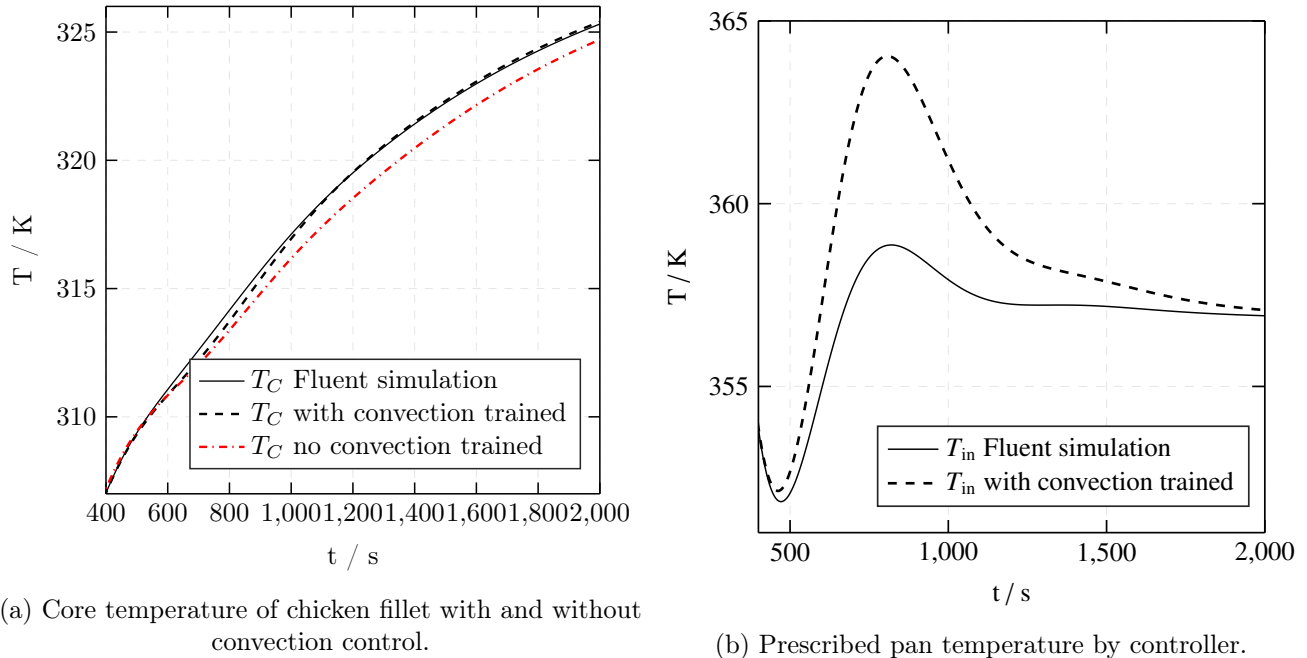 325
320
315
310
T / K
T_C Fluent simulation
T_C with convection trained
T_C no convection trained
400 600 800 1,000 1,200 1,400 1,600 1,800 2,000
t / s
(a) Core temperature of chicken fillet with and without
convection control.
365
360
355
T / K
T_in Fluent simulation
T_in with convection trained
500 1,000 1,500 2,000
t / s
(b) Prescribed pan temperature by controller.